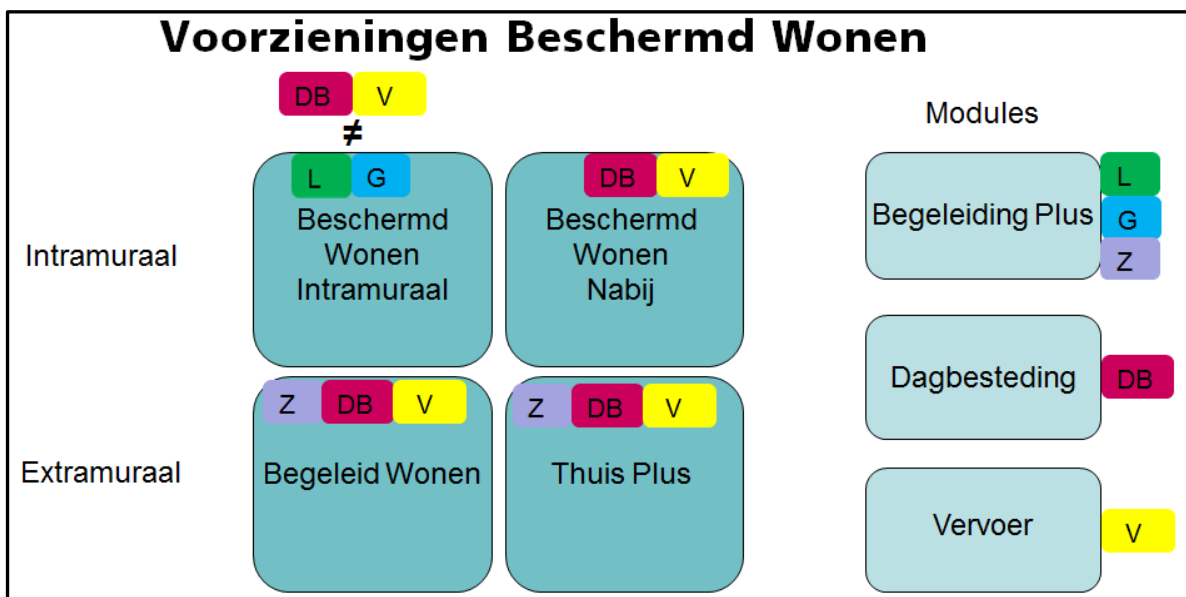 Voorzieningen Beschermd Wonen
DB V
≠
L G
Beschermd
Wonen
Intramuraal
DB V
Beschermd
Wonen
Nabij
Intramuraal
Z DB V
Begeleid Wonen
Z DB V
Thuis Plus
Extramuraal
Modules
Begeleiding Plus
L
G
Z
Dagbesteding
DB
Vervoer
V